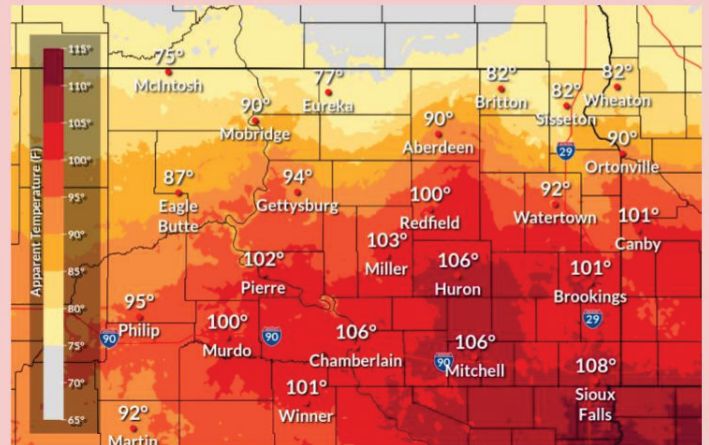 115°
110°
105°
100°
95°
90°
85°
80°
75°
70°
65°
Apparent Temperature (F)
75°
McIntosh
77°
Eureka
82°
Britton
82°
Sisseton
82°
Wheaton
90°
Mobridge
90°
Aberdeen
29
90°
Ortonville
87°
Eagle
Butte
94°
Gettysburg
100°
Redfield
92°
Watertown
101°
Canby
102°
Pierre
103°
Miller
106°
Huron
101°
Brookings
29
95°
Philip
90
100°
Murdo
90
106°
Chamberlain
106°
Mitchell
90
108°
Sioux
Falls
101°
Winner
92°
Martin